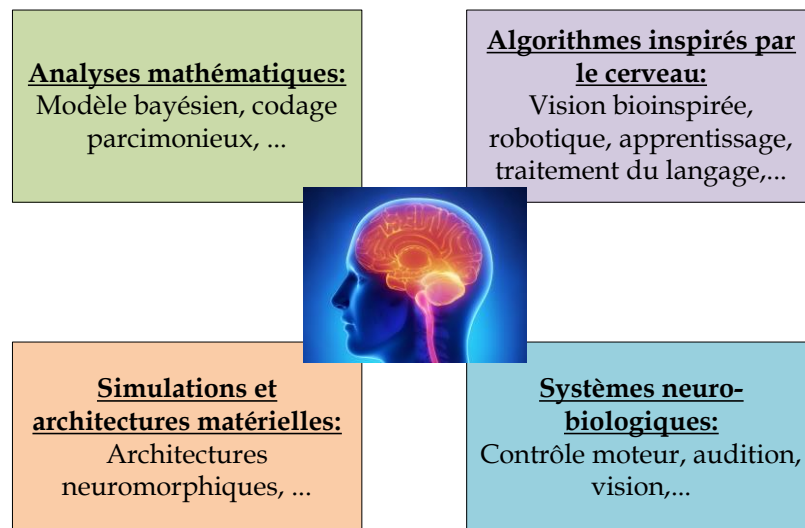 Analyses mathématiques:
Modèle bayésien, codage
parcimonieux, ...
Algorithmes inspirés par
le cerveau:
Vision bioinspirée,
robotique, apprentissage,
traitement du langage,...
Simulations et
architectures matérielles:
Architectures
neuromorphiques, ...
Systèmes neuro-
biologiques:
Contrôle moteur, audition,
vision,...